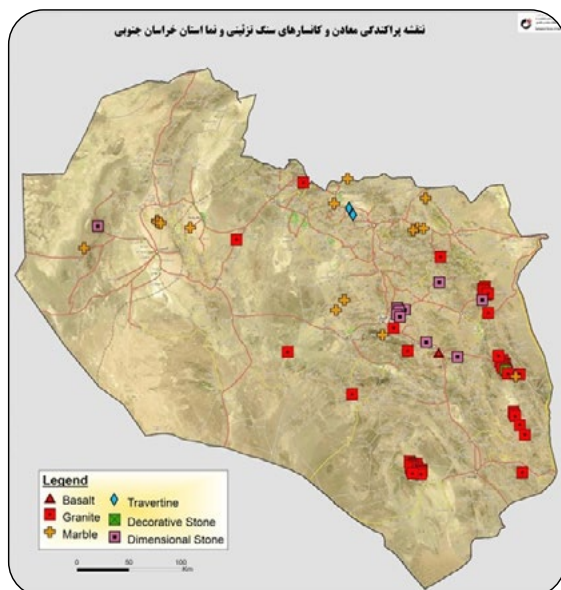 نقشه پراکندگی معادن و کانسارهای سنگ تزئینی و نما استان خراسان جنوبی
Legend
Basalt
Granite
Marble
Travertine
Decorative Stone
Dimensional Stone
0 50 100
Km